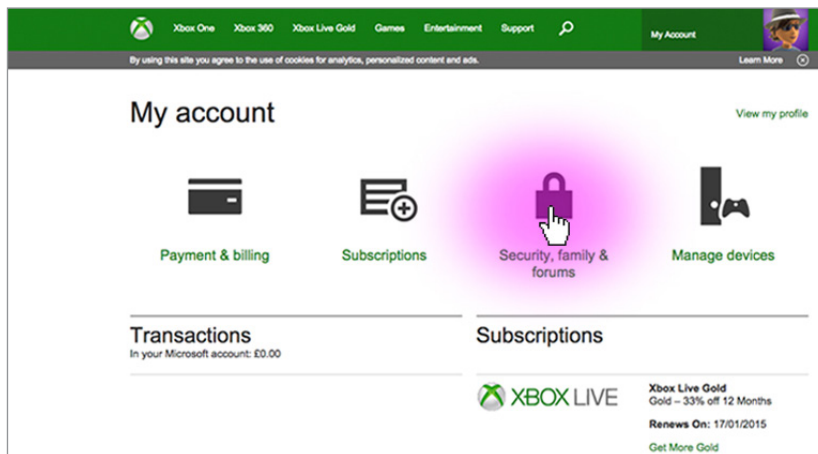 Xbox One Xbox 360 Xbox Live Gold Games Entertainment Support My Account
By using this site you agree to the use of cookies for analytics, personalized content and ads. Learn More
My account
View my profile
Payment & billing
Subscriptions
Security, family &
forums
Manage devices
Transactions
In your Microsoft account: £0.00
Subscriptions
XBOX LIVE
Xbox Live Gold
Gold – 33% off 12 Months
Renews On: 17/01/2015
Get More Gold